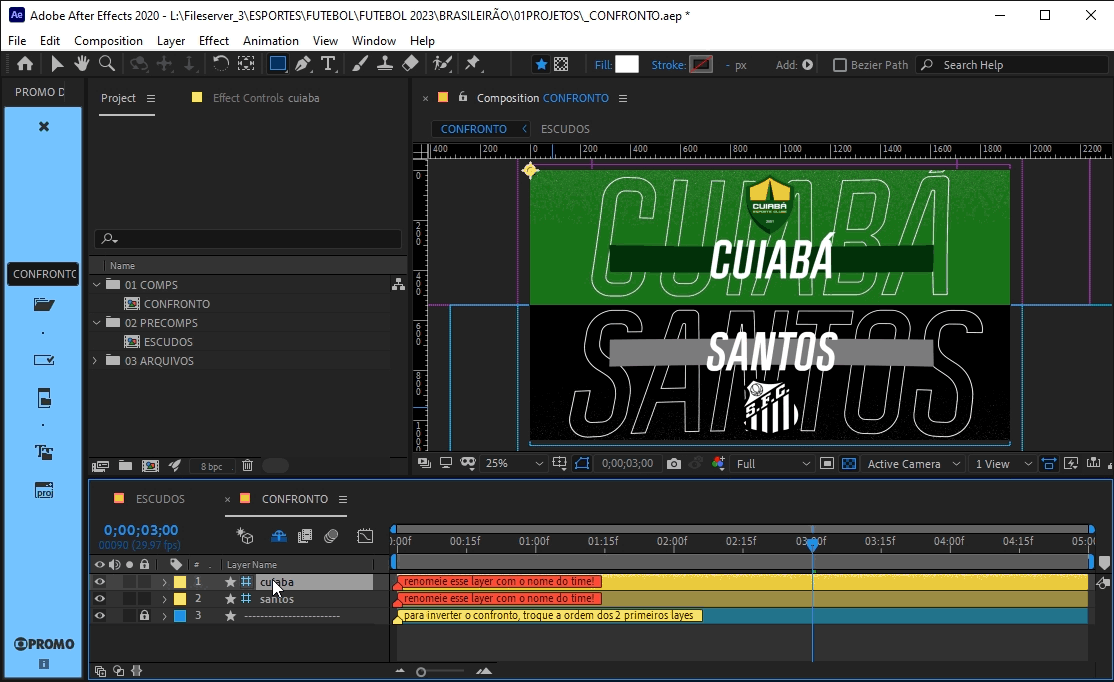 Adobe After Effects 2020 - L:\Fileserver_3\ESPORTES\FUTEBOL\FUTEBOL 2023\BRASILEIRÃO\01PROJETOS\_CONFRONTO.aep *
File Edit Composition Layer Effect Animation View Window Help
Fill: Stroke: - px Add: Bezier Path Search Help
PROMO D
Project
Effect Controls cuiaba
Composition CONFRONTO
CONFRONTO ESCUDOS
400 200 0 200 400 600 800 1000 1200 1400 1600 1800 2000 2200
CUIABÁ
CUIABÁ
ESPORTE CLUBE
CUIABÁ
SANTOS
SANTOS
S.F.C.
CONFRONTO
Name
01 COMPS
CONFRONTO
02 PRECOMPS
ESCUDOS
03 ARQUIVOS
8 bpc
25% 0;00;03;00 Full Active Camera 1 View
T
proj
PROMO
ESCUDOS CONFRONTO
0;00;03;00
00090 (29.97 fps)
:00f 00:15f 01:00f 01:15f 02:00f 02:15f 03:00f 03:15f 04:00f 04:15f 05:0
# Layer Name
1 cuiaba renomeie esse layer com o nome do time!
2 santos renomeie esse layer com o nome do time!
3 ------------------------ para inverter o confronto, troque a ordem dos 2 primeiros layes